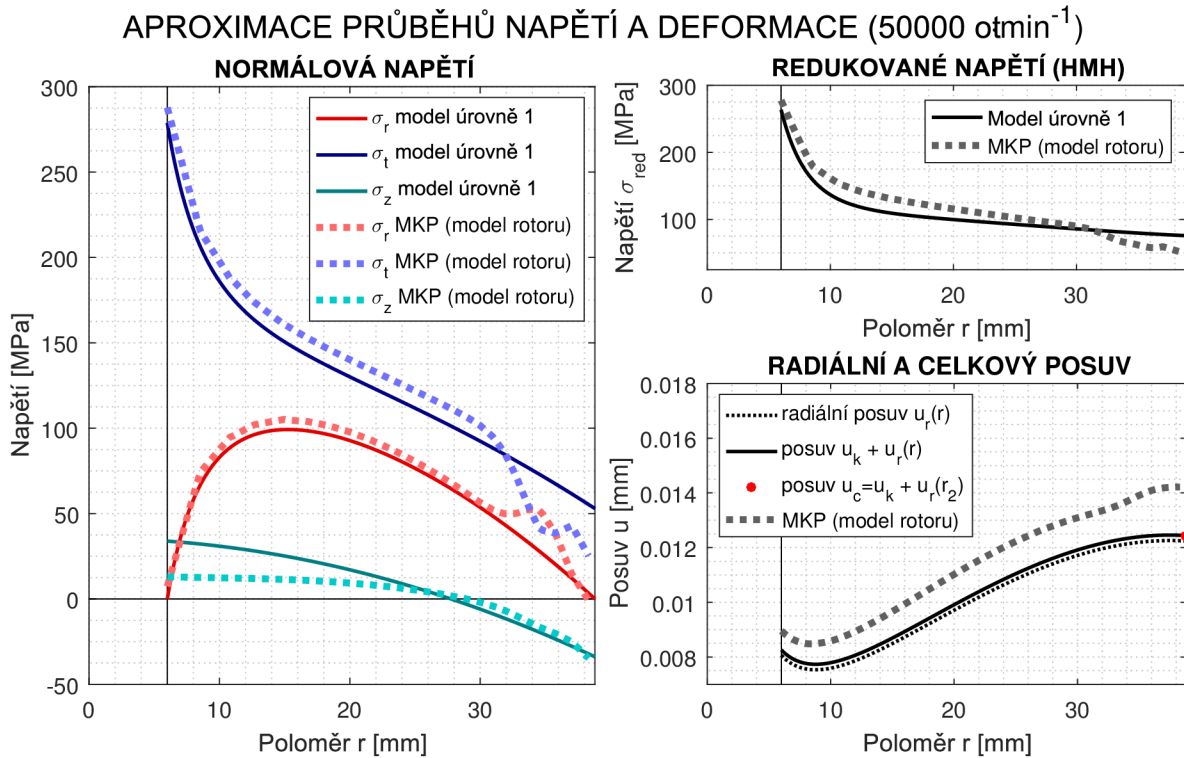 APROXIMACE PRŮBĚHŮ NAPĚTÍ A DEFORMACE (50000 otmin⁻¹)
NORMÁLOVÁ NAPĚTÍ
300
250
200
150
100
50
0
-50
Napětí [MPa]
0
10
20
30
Poloměr r [mm]
σr model úrovně 1
σt model úrovně 1
σz model úrovně 1
σr MKP (model rotoru)
σt MKP (model rotoru)
σz MKP (model rotoru)
REDUKOVANÉ NAPĚTÍ (HMH)
300
200
100
Napětí σred [MPa]
0
10
20
30
Poloměr r [mm]
Model úrovně 1
MKP (model rotoru)
RADIÁLNÍ A CELKOVÝ POSUV
0.018
0.016
0.014
0.012
0.01
0.008
Posuv u [mm]
0
10
20
30
Poloměr r [mm]
radiální posuv ur(r)
posuv uk + ur(r)
posuv uc=uk + ur(r2)
MKP (model rotoru)